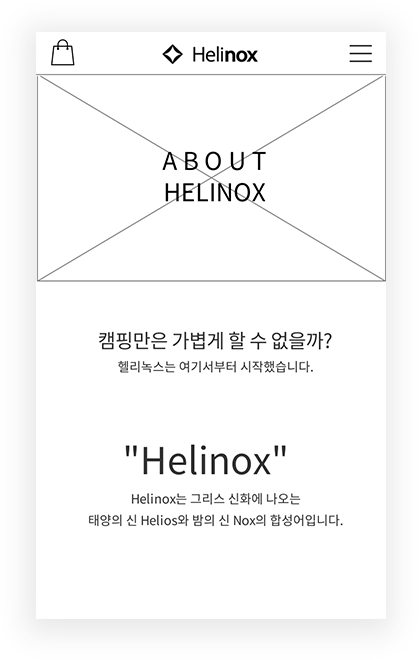 Helinox
ABOUT
HELINOX
캠핑만은 가볍게 할 수 없을까?
헬리녹스는 여기서부터 시작했습니다.
"Helinox"
Helinox는 그리스 신화에 나오는
태양의 신 Helios와 밤의 신 Nox의 합성어입니다.